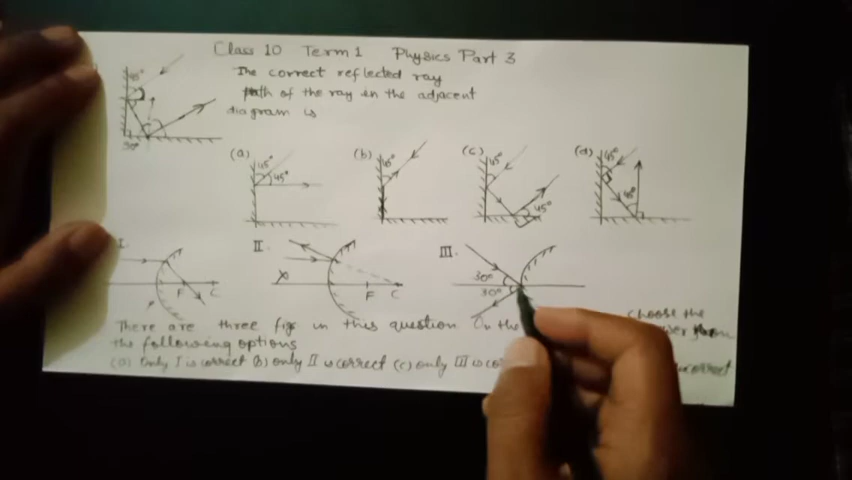 Class 10 Term 1 Physics Part 3
The correct reflected ray
path of the ray in the adjacent
diagram is
45°
90°
(a) 45° 45°
(b) 45°
(c) 45° 45°
(d) 45° 45°
I. F C
II. F C
III. 30° 30°
There are three figs in this question. On the choose the
the following options
(a) Only I is correct (b) only II is correct (c) only III is